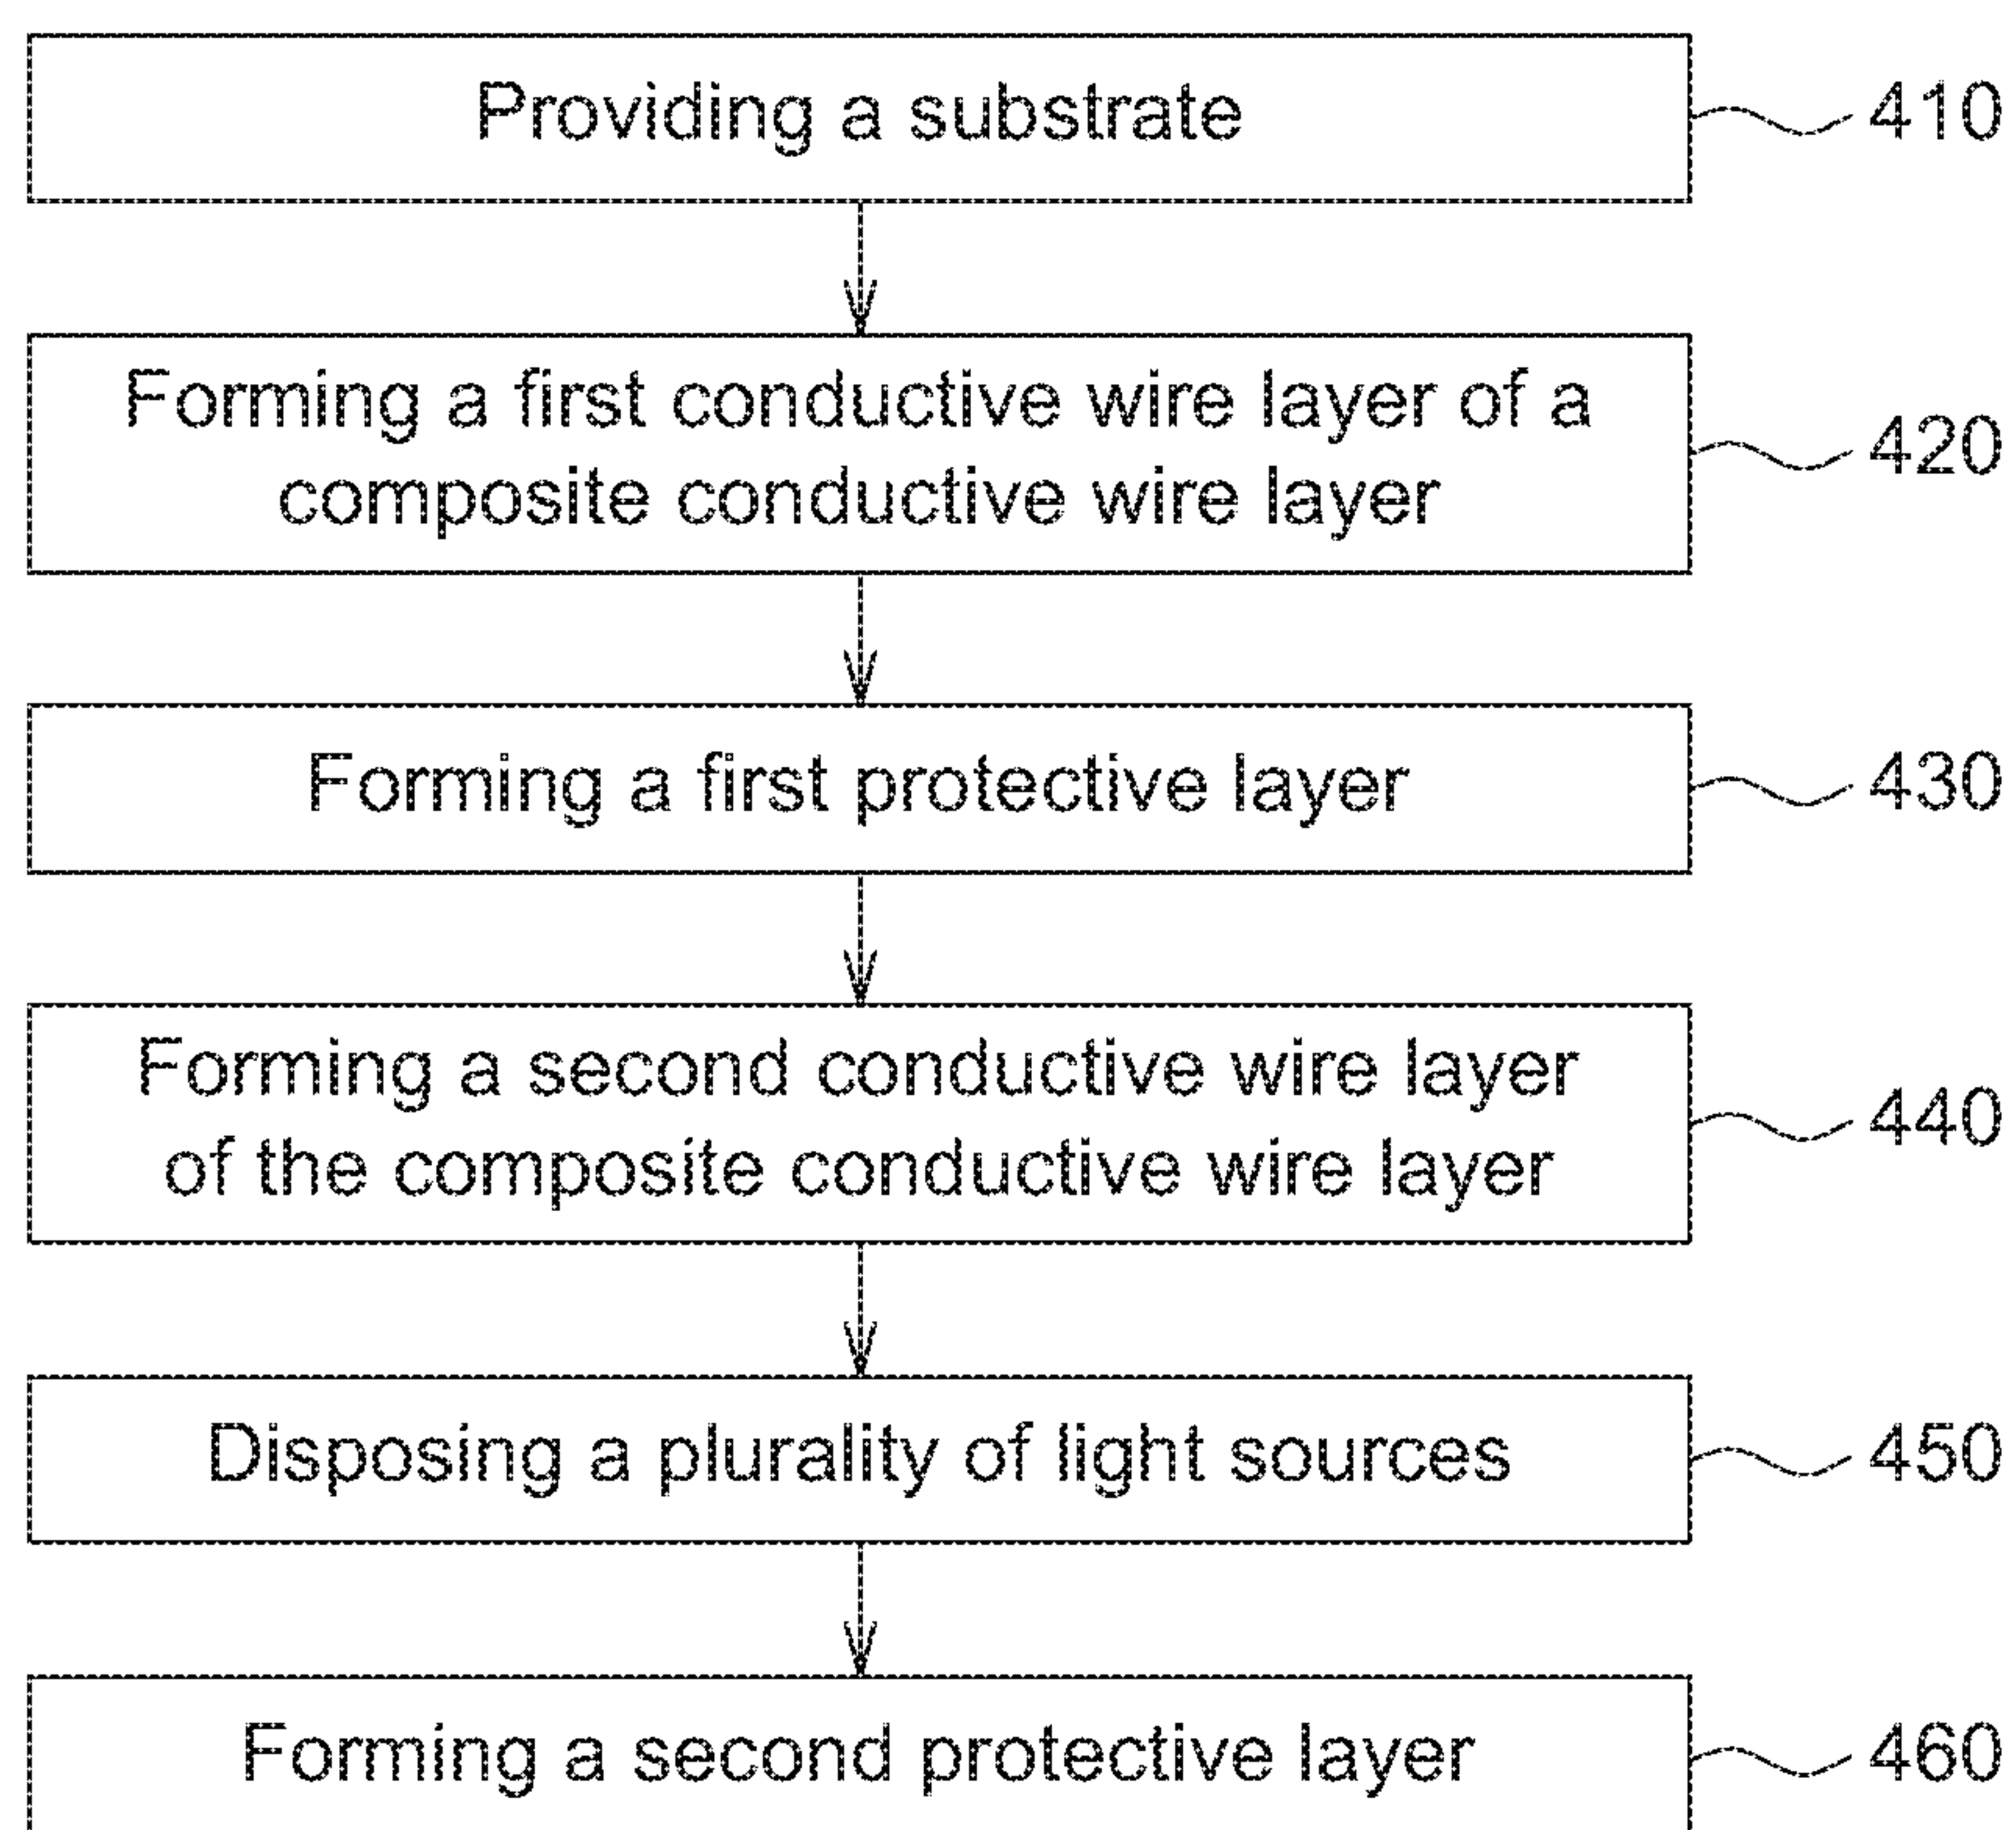 Providing a substrate
410
Forming a first conductive wire layer of a
composite conductive wire layer
420
Forming a first protective layer
430
Forming a second conductive wire layer
of the composite conductive wire layer
440
Disposing a plurality of light sources
450
Forming a second protective layer
460